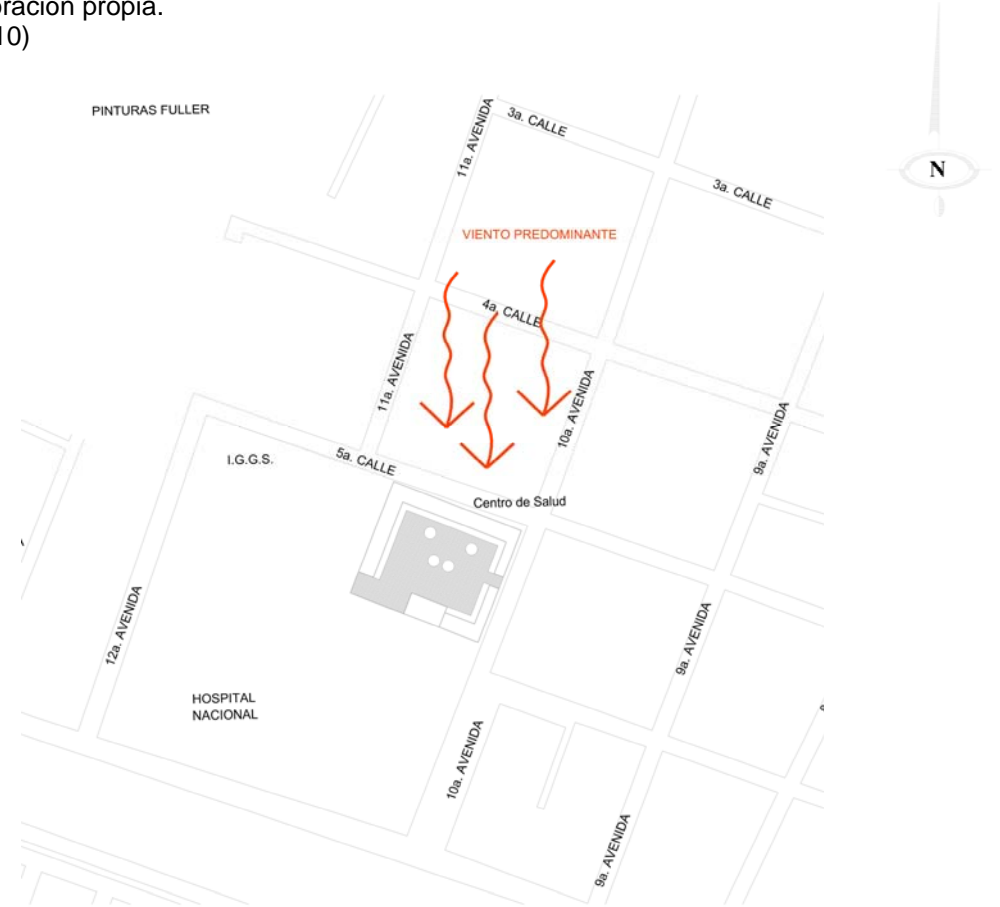 oración propia.
10)
PINTURAS FULLER
11a. AVENIDA
3a. CALLE
3a. CALLE
N
VIENTO PREDOMINANTE
4a. CALLE
11a. AVENIDA
10a. AVENIDA
9a. AVENIDA
I.G.G.S.
5a. CALLE
Centro de Salud
12a. AVENIDA
9a. AVENIDA
HOSPITAL
NACIONAL
10a. AVENIDA
9a. AVENIDA